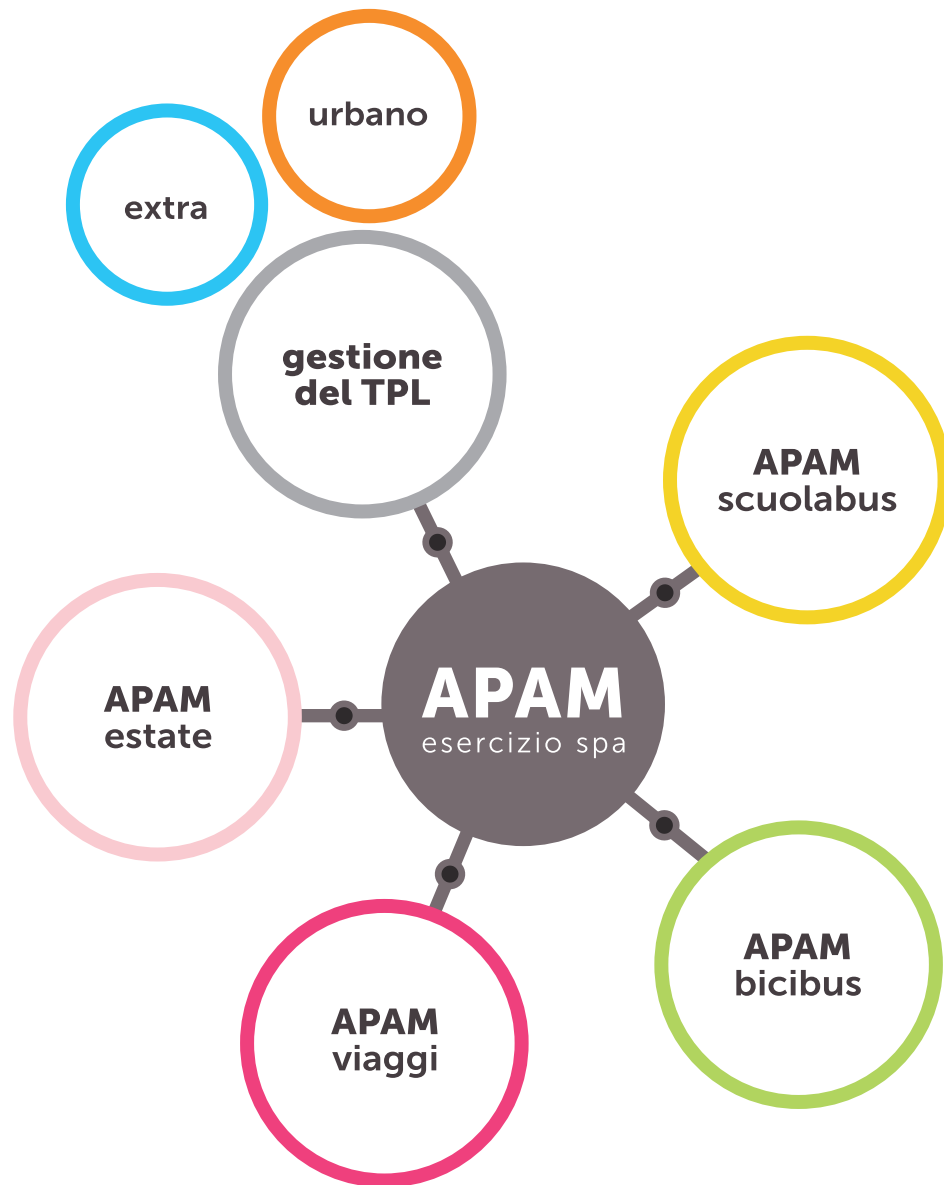 urbano
extra
gestione
del TPL
APAM
scuolabus
APAM
estate
APAM
esercizio spa
APAM
bicibus
APAM
viaggi